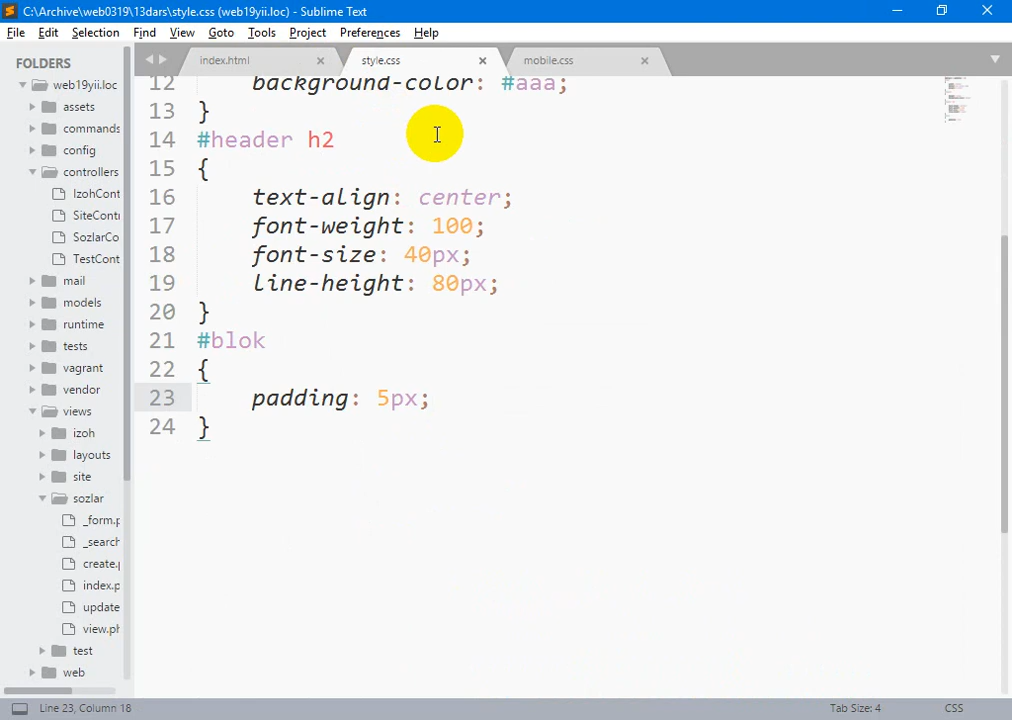 C:\Archive\web0319\13dars\style.css (web19yii.loc) - Sublime Text
File Edit Selection Find View Goto Tools Project Preferences Help
FOLDERS
web19yii.loc
assets
commands
config
controllers
IzohCont
SiteContr
SozlarCo
TestCont
mail
models
runtime
tests
vagrant
vendor
views
izoh
layouts
site
sozlar
_form.p
_search
create.p
index.p
update
view.ph
test
web
index.html
style.css
mobile.css
12 background-color: #aaa;
13 }
14 #header h2
15 {
16 text-align: center;
17 font-weight: 100;
18 font-size: 40px;
19 line-height: 80px;
20 }
21 #blok
22 {
23 padding: 5px;
24 }
Line 23, Column 18
Tab Size: 4
CSS